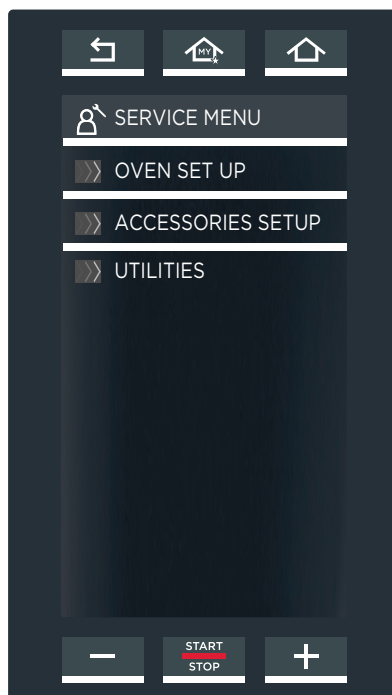 MY
SERVICE MENU
OVEN SET UP
ACCESSORIES SETUP
UTILITIES
START
STOP